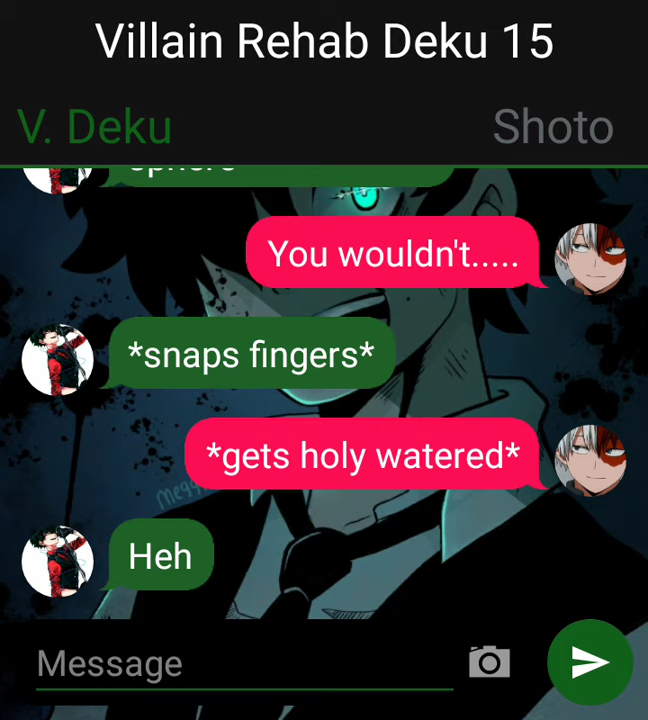 Villain Rehab Deku 15
V. Deku
Shoto
You wouldn't.....
*snaps fingers*
*gets holy watered*
Heh
Message